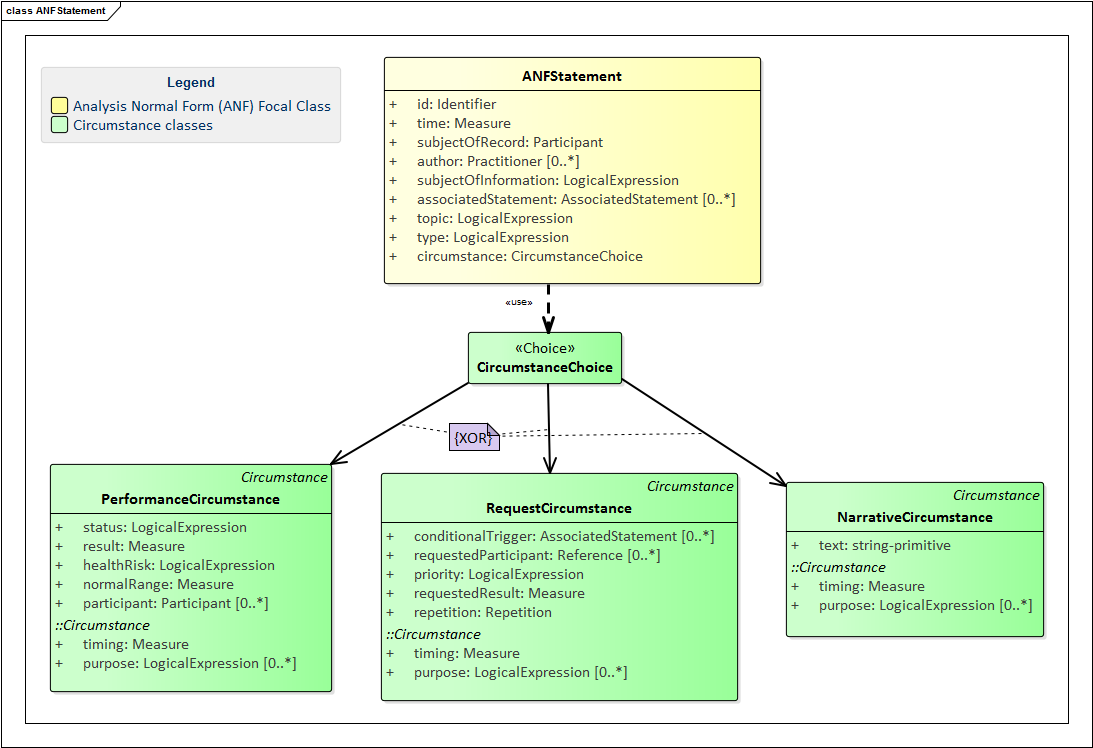 class ANFStatement
Legend
Analysis Normal Form (ANF) Focal Class
Circumstance classes
ANFStatement
+ id: Identifier
+ time: Measure
+ subjectOfRecord: Participant
+ author: Practitioner [0..*]
+ subjectOfInformation: LogicalExpression
+ associatedStatement: AssociatedStatement [0..*]
+ topic: LogicalExpression
+ type: LogicalExpression
+ circumstance: CircumstanceChoice
«use»
«Choice»
CircumstanceChoice
{XOR}
Circumstance
PerformanceCircumstance
+ status: LogicalExpression
+ result: Measure
+ healthRisk: LogicalExpression
+ normalRange: Measure
+ participant: Participant [0..*]
::Circumstance
+ timing: Measure
+ purpose: LogicalExpression [0..*]
Circumstance
RequestCircumstance
+ conditionalTrigger: AssociatedStatement [0..*]
+ requestedParticipant: Reference [0..*]
+ priority: LogicalExpression
+ requestedResult: Measure
+ repetition: Repetition
::Circumstance
+ timing: Measure
+ purpose: LogicalExpression [0..*]
Circumstance
NarrativeCircumstance
+ text: string-primitive
::Circumstance
+ timing: Measure
+ purpose: LogicalExpression [0..*]